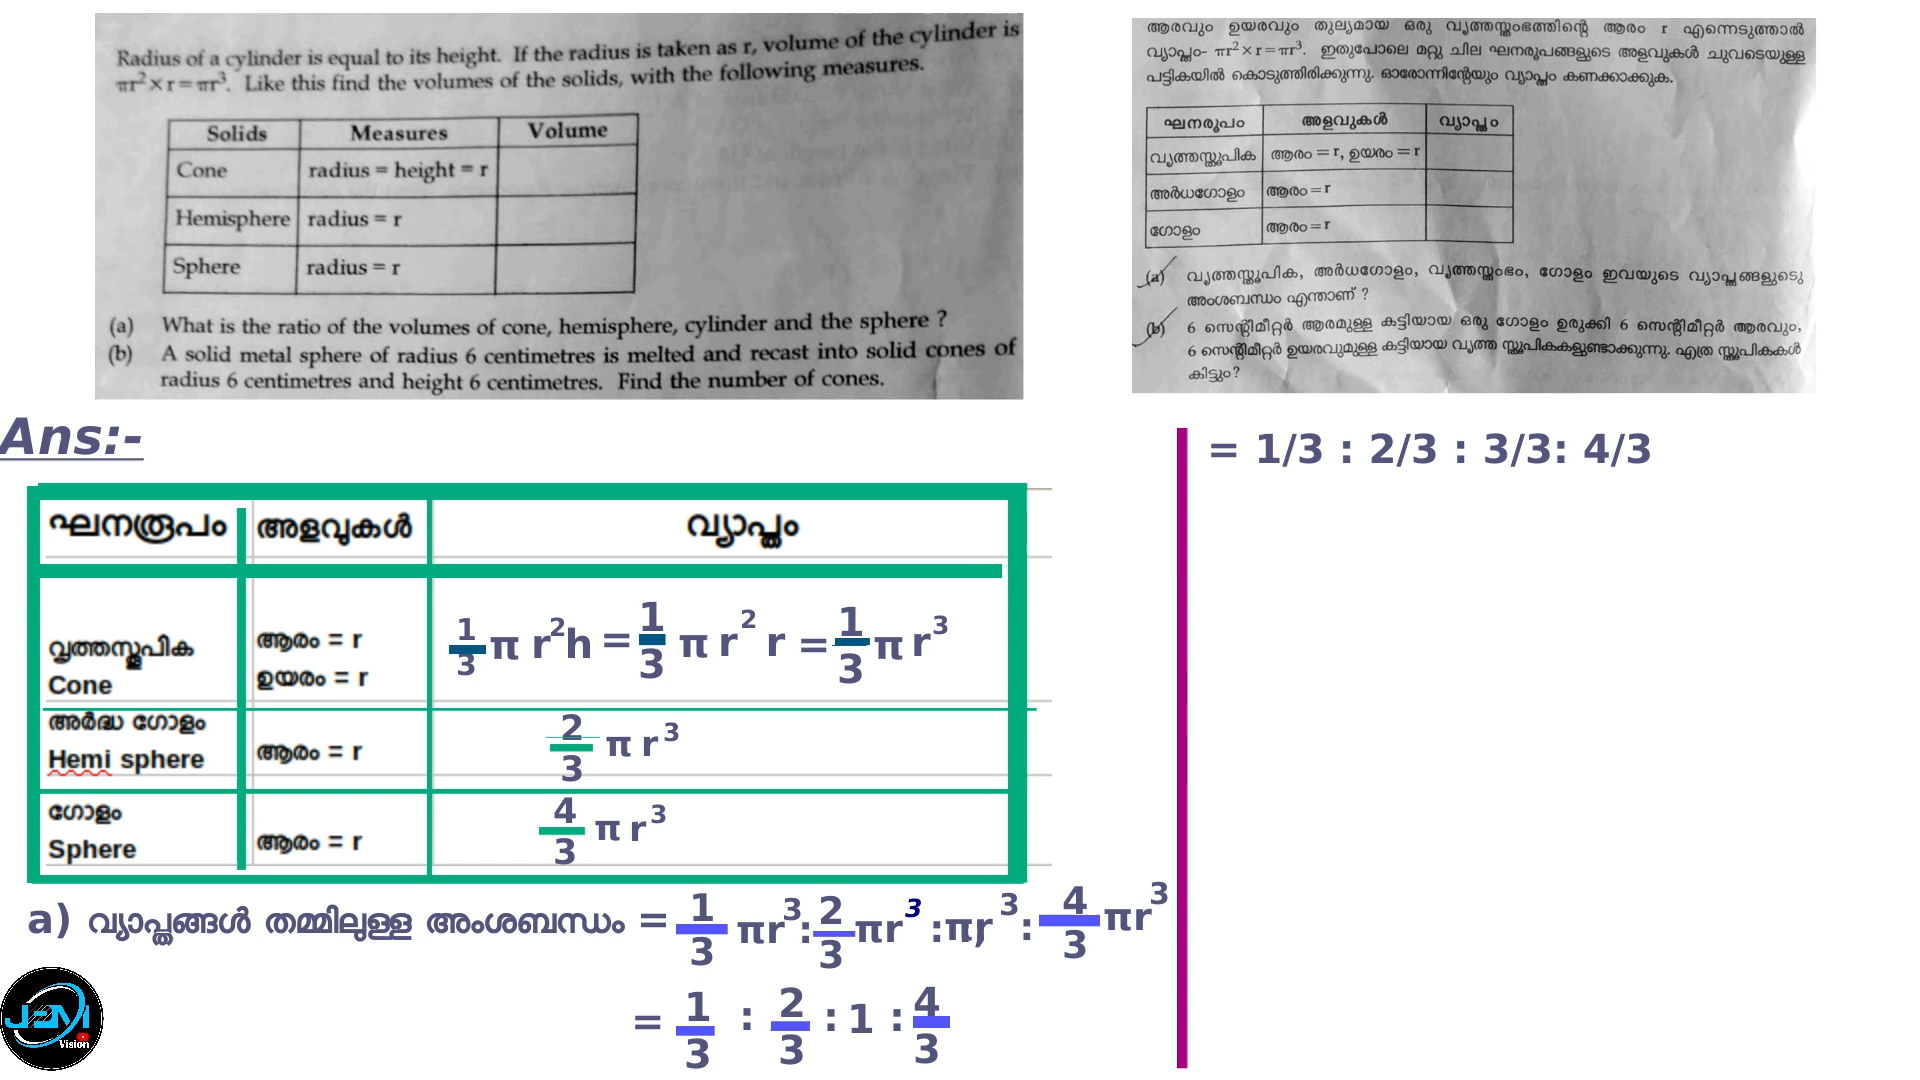 Radius of a cylinder is equal to its height. If the radius is taken as r, volume of the cylinder is
πr²×r=πr³. Like this find the volumes of the solids, with the following measures.
Solids Measures Volume
Cone radius = height = r
Hemisphere radius = r
Sphere radius = r
(a) What is the ratio of the volumes of cone, hemisphere, cylinder and the sphere ?
(b) A solid metal sphere of radius 6 centimetres is melted and recast into solid cones of
radius 6 centimetres and height 6 centimetres. Find the number of cones.
ആരവും ഉയരവും തുല്യമായ ഒരു വൃത്തസ്തംഭത്തിന്റെ ആരം r എന്നെടുത്താൽ
വ്യാപ്തം- πr²×r=πr³. ഇതുപോലെ മറ്റു ചില ഘനരൂപങ്ങളുടെ അളവുകൾ ചുവടെയുള്ള
പട്ടികയിൽ കൊടുത്തിരിക്കുന്നു. ഓരോന്നിന്റേയും വ്യാപ്തം കണക്കാക്കുക.
ഘനരൂപം അളവുകൾ വ്യാപ്തം
വൃത്തസ്തൂപിക ആരം =r, ഉയരം =r
അർധഗോളം ആരം =r
ഗോളം ആരം =r
(a) വൃത്തസ്തൂപിക, അർധഗോളം, വൃത്തസ്തംഭം, ഗോളം ഇവയുടെ വ്യാപ്തങ്ങളുടെു
അംശബന്ധം എന്താണ് ?
(b) 6 സെന്റിമീറ്റർ ആരമുള്ള കട്ടിയായ ഒരു ഗോളം ഉരുക്കി 6 സെന്റിമീറ്റർ ആരവും,
6 സെന്റിമീറ്റർ ഉയരവുമുള്ള കട്ടിയായ വൃത്ത സ്തൂപികകളുണ്ടാക്കുന്നു. എത്ര സ്തൂപികകൾ
കിട്ടും?
Ans:-
ഘനരൂപം അളവുകൾ വ്യാപ്തം
വൃത്തസ്തൂപിക ആരം = r
Cone ഉയരം = r
1/3 π r²h = 1/3 π r² r = 1/3 π r³
അർദ്ധ ഗോളം
Hemi sphere ആരം = r 2/3 π r³
ഗോളം
Sphere ആരം = r 4/3 π r³
a) വ്യാപ്തങ്ങൾ തമ്മിലുള്ള അംശബന്ധം = 1/3 πr³ : 2/3 πr³ : πr³ : 4/3 πr³
= 1/3 : 2/3 : 1 : 4/3
= 1/3 : 2/3 : 3/3: 4/3
JEM
Vision